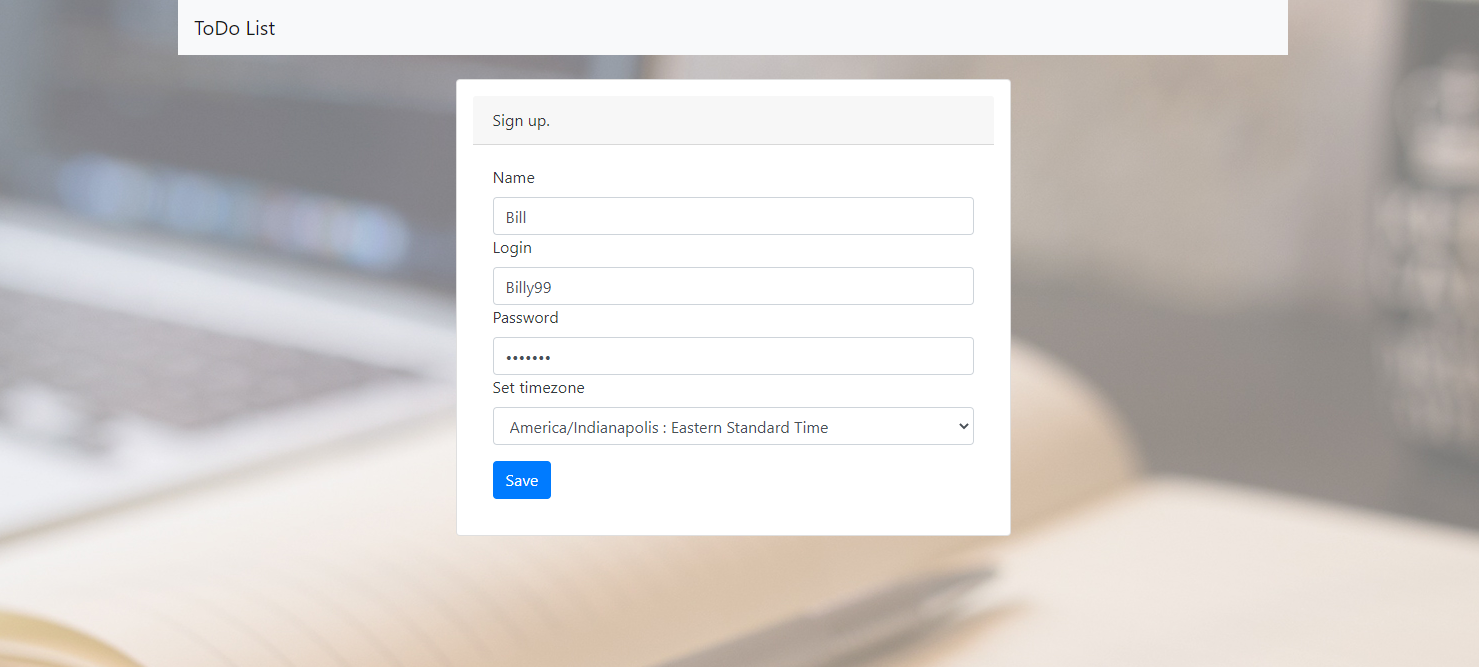 ToDo List
Sign up.
Name
Bill
Login
Billy99
Password
•••••••
Set timezone
America/Indianapolis : Eastern Standard Time
Save